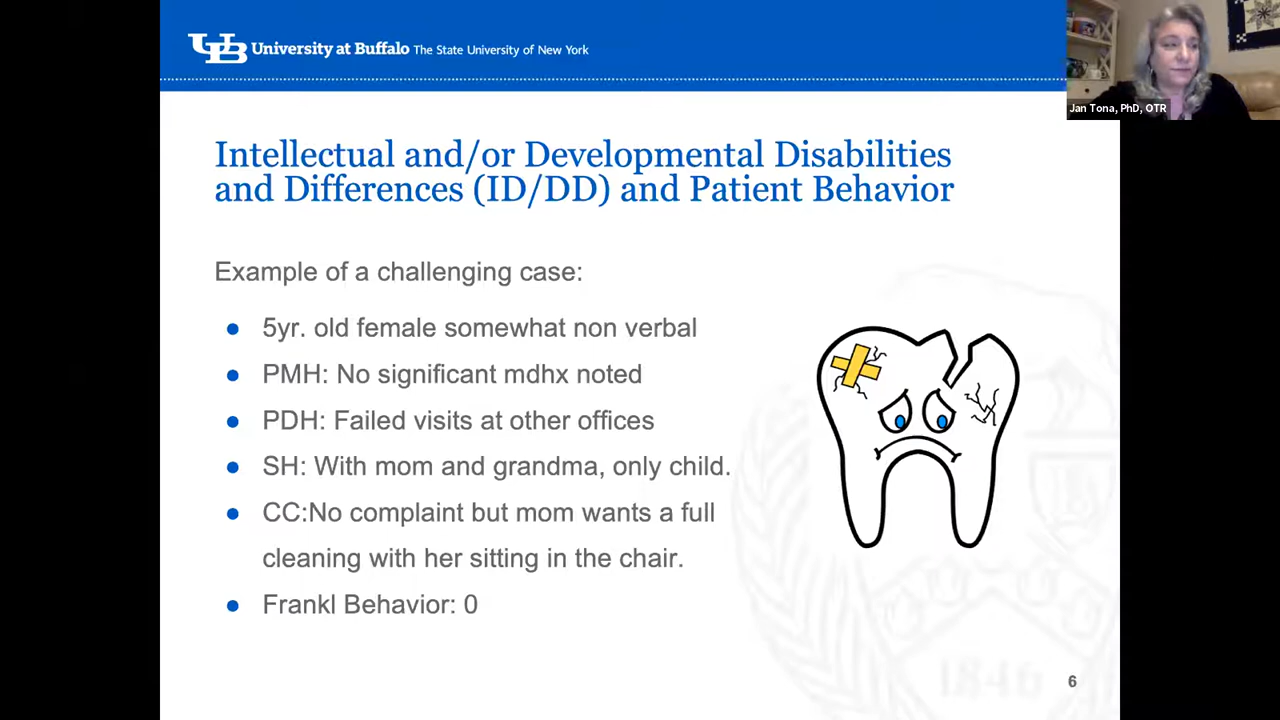 UB University at Buffalo The State University of New York
Jan Tona, PhD, OTR
Intellectual and/or Developmental Disabilities
and Differences (ID/DD) and Patient Behavior
Example of a challenging case:
● 5yr. old female somewhat non verbal
● PMH: No significant mdhx noted
● PDH: Failed visits at other offices
● SH: With mom and grandma, only child.
● CC:No complaint but mom wants a full
cleaning with her sitting in the chair.
● Frankl Behavior: 0
1846
6